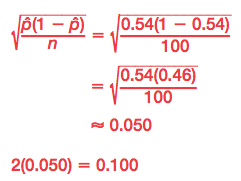 √(p̂(1 − p̂)/n) = √(0.54(1 − 0.54)/100)
= √(0.54(0.46)/100)
≈ 0.050
2(0.050) = 0.100